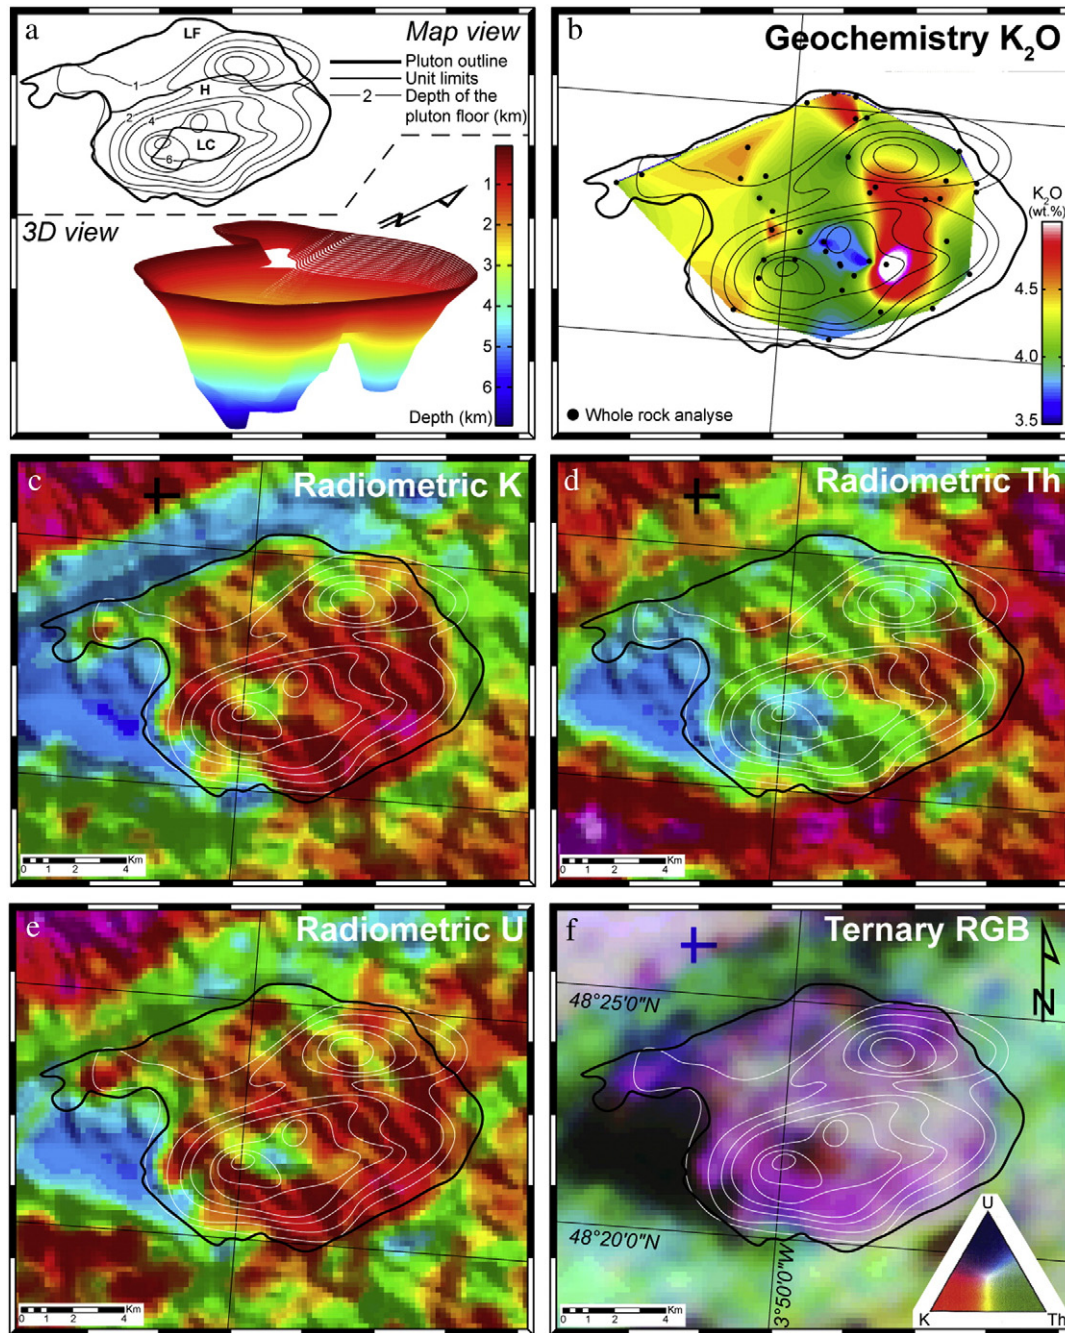 a
LF
Map view
Pluton outline
Unit limits
2 Depth of the
pluton floor (km)
1
H
2
4
LC
6
3D view
1
2
3
4
5
6
Depth (km)
N
b
Geochemistry K2O
K2O
(wt.%)
4.5
4.0
3.5
Whole rock analyse
c
Radiometric K
Km
0 1 2 4
d
Radiometric Th
Km
0 1 2 4
e
Radiometric U
Km
0 1 2 4
f
Ternary RGB
N
48°25'0"N
48°20'0"N
3°50'0"W
U
K
Th
Km
0 1 2 4